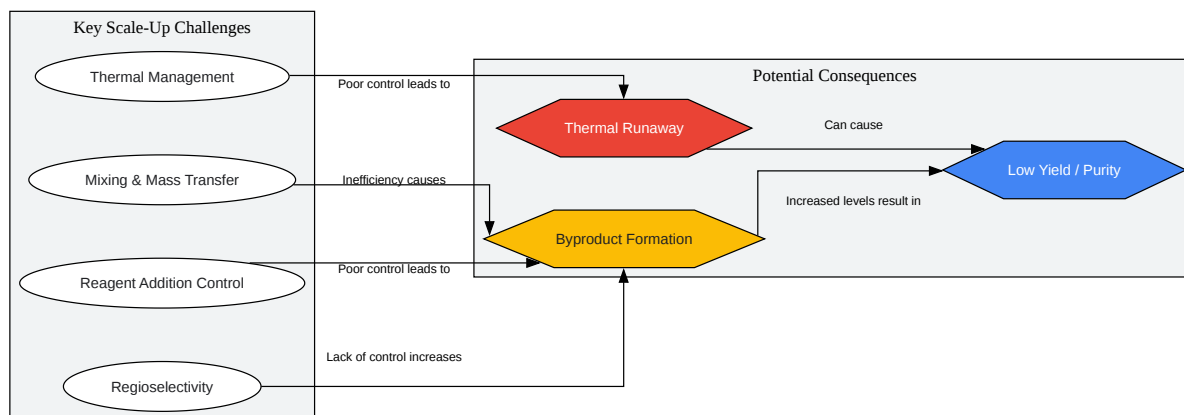 Key Scale-Up Challenges
Thermal Management
Poor control leads to
Potential Consequences
Thermal Runaway
Can cause
Mixing & Mass Transfer
Inefficiency causes
Low Yield / Purity
Increased levels result in
Byproduct Formation
Reagent Addition Control
Poor control leads to
Lack of control increases
Regioselectivity